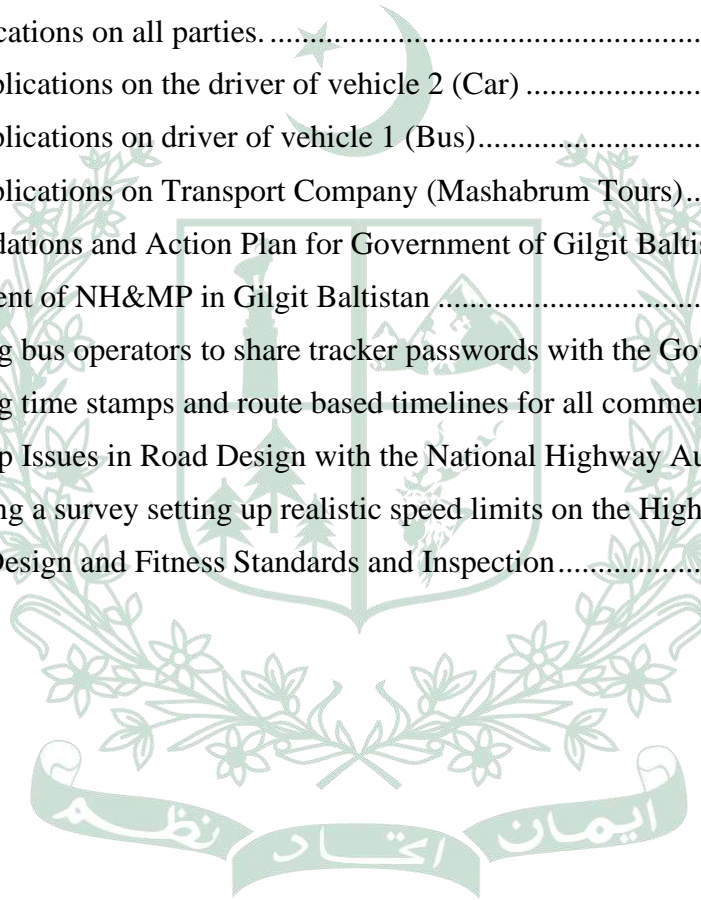 cations on all parties. ................................................................
plications on the driver of vehicle 2 (Car) ..........................
plications on driver of vehicle 1 (Bus)................................
plications on Transport Company (Mashabrum Tours)..
dations and Action Plan for Government of Gilgit Baltis
ent of NH&MP in Gilgit Baltistan ......................................
g bus operators to share tracker passwords with the Gov
g time stamps and route based timelines for all commer
p Issues in Road Design with the National Highway Au
ng a survey setting up realistic speed limits on the High
Design and Fitness Standards and Inspection......................
ایمان اتحاد نظم